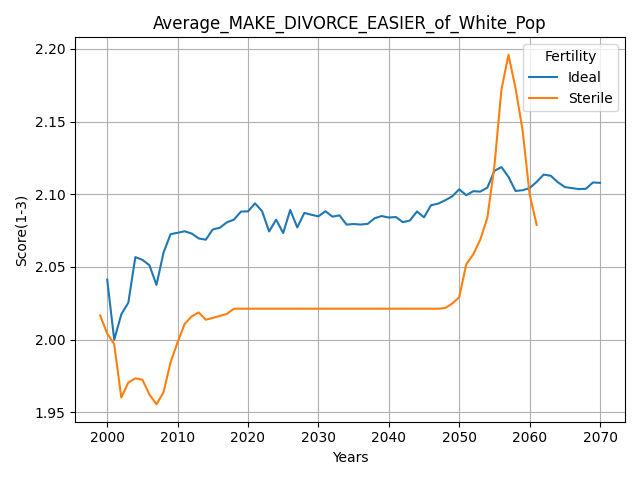 Average_MAKE_DIVORCE_EASIER_of_White_Pop
Fertility
Ideal
Sterile
Score(1-3)
2.20
2.15
2.10
2.05
2.00
1.95
2000 2010 2020 2030 2040 2050 2060 2070
Years